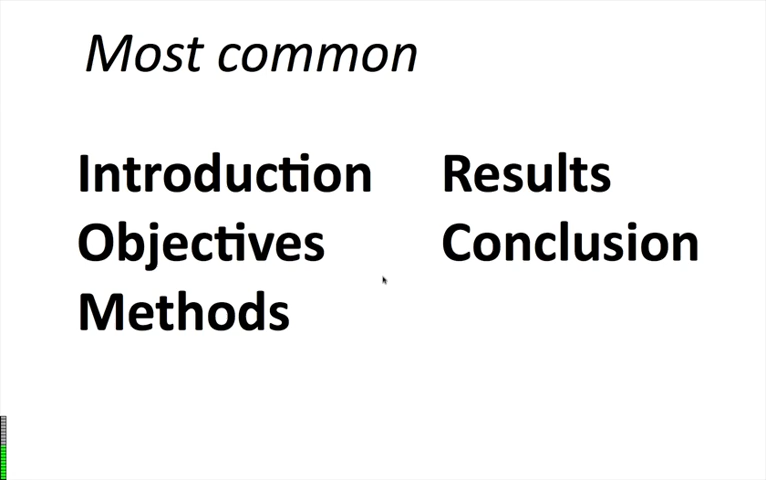 Most common
Introduction
Objectives
Methods
Results
Conclusion